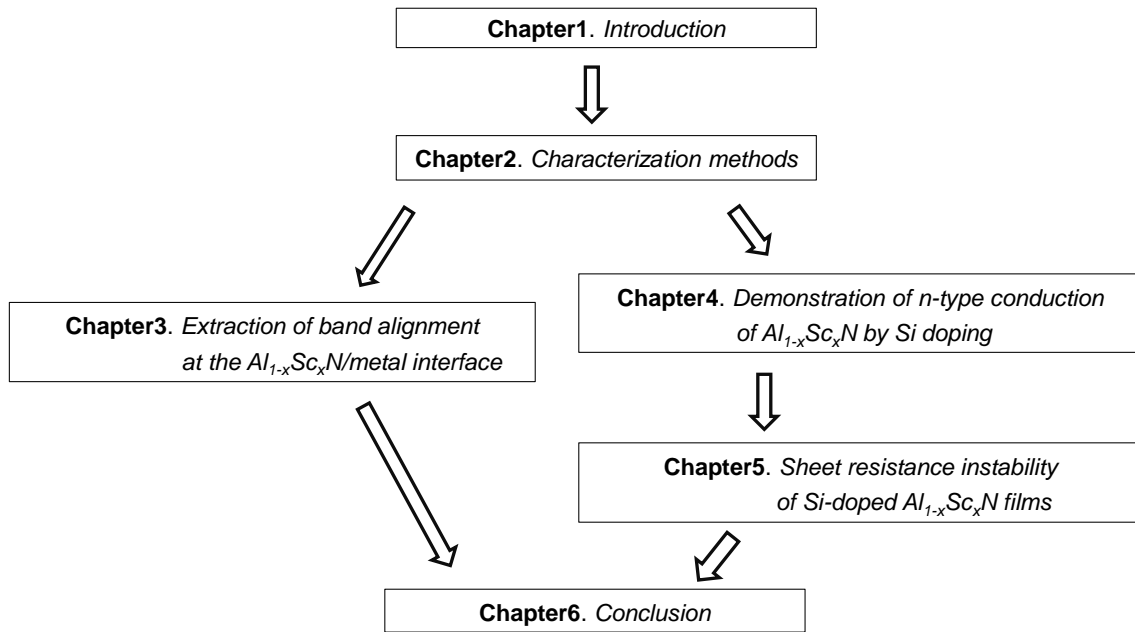 Chapter1. Introduction
Chapter2. Characterization methods
Chapter3. Extraction of band alignment
at the Al₁₋ₓScₓN/metal interface
Chapter4. Demonstration of n-type conduction
of Al₁₋ₓScₓN by Si doping
Chapter5. Sheet resistance instability
of Si-doped Al₁₋ₓScₓN films
Chapter6. Conclusion